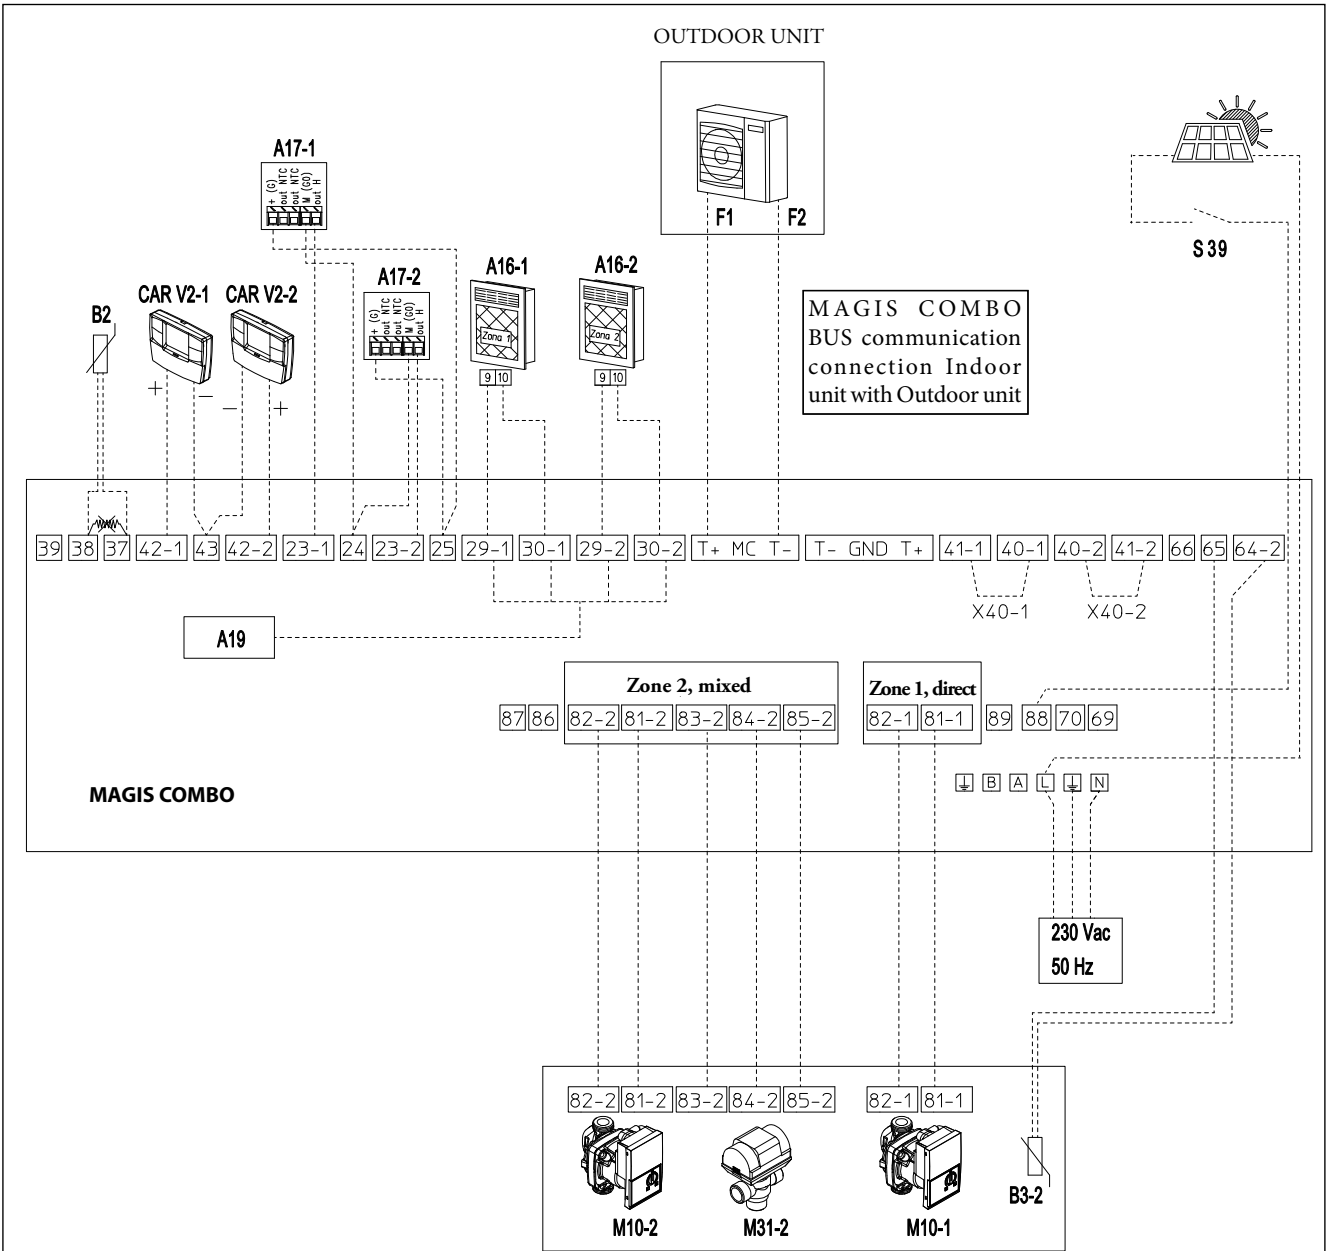 OUTDOOR UNIT
F1 F2
S 39
A17-1
+ (G)
out NTC
out NTC
M (GO)
out H
A17-2
+ (G)
out NTC
out NTC
M (GO)
out H
A16-1
Zona 1
9 10
A16-2
Zona 2
9 10
B2
CAR V2-1
+ −
CAR V2-2
− +
MAGIS COMBO
BUS communication
connection Indoor
unit with Outdoor unit
39 38 37 42-1 43 42-2 23-1 24 23-2 25 29-1 30-1 29-2 30-2 T+ MC T- T- GND T+ 41-1 40-1 40-2 41-2 66 65 64-2
X40-1 X40-2
A19
Zone 2, mixed
Zone 1, direct
87 86 82-2 81-2 83-2 84-2 85-2 82-1 81-1 89 88 70 69
B A L N
MAGIS COMBO
230 Vac
50 Hz
82-2 81-2 83-2 84-2 85-2 82-1 81-1
M10-2 M31-2 M10-1 B3-2